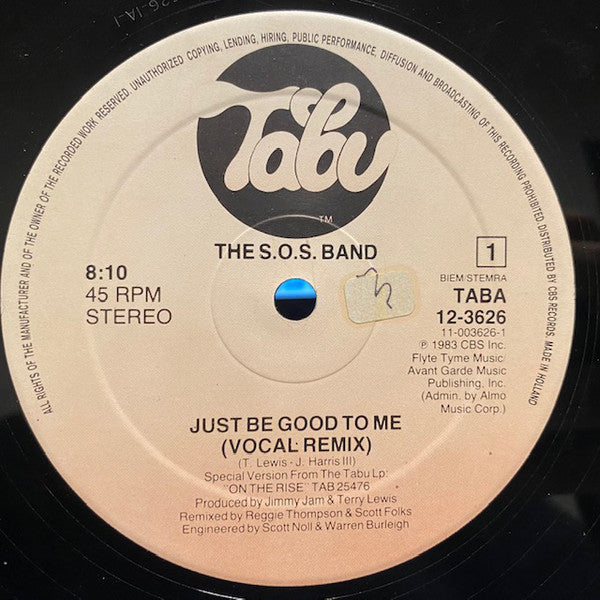 ALL RIGHTS OF THE MANUFACTURER AND OF THE OWNER OF THE RECORDED WORK RESERVED. UNAUTHORIZED COPYING, LENDING, HIRING, PUBLIC PERFORMANCE, DIFFUSION AND BROADCASTING OF THIS RECORDING PROHIBITED. DISTRIBUTED BY CBS RECORDS. MADE IN HOLLAND
Tabu
TM
THE S.O.S. BAND
1
8:10
45 RPM
STEREO
BIEM/STEMRA
TABA
12-3626
11-003626-1
℗ 1983 CBS Inc.
Flyte Tyme Music/
Avant Garde Music
Publishing, Inc.
(Admin. by Almo
Music Corp.)
JUST BE GOOD TO ME
(VOCAL REMIX)
(T. Lewis - J. Harris III)
Special Version From The Tabu Lp:
"ON THE RISE" TAB 25476
Produced by Jimmy Jam & Terry Lewis
Remixed by Reggie Thompson & Scott Folks
Engineered by Scott Noll & Warren Burleigh